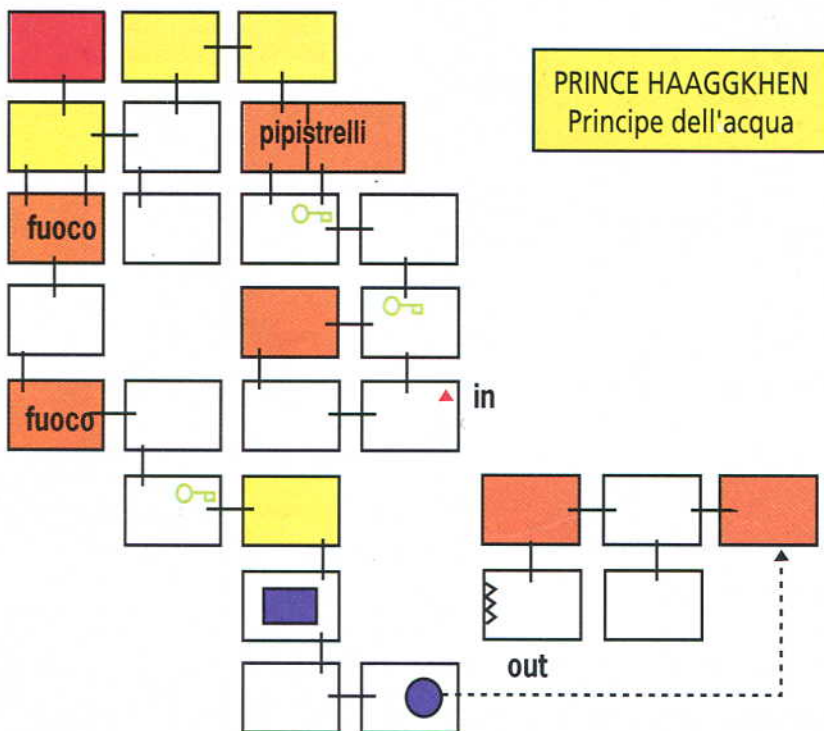 PRINCE HAAGGKHEN
Principe dell'acqua
pipistrelli
fuoco
fuoco
in
out